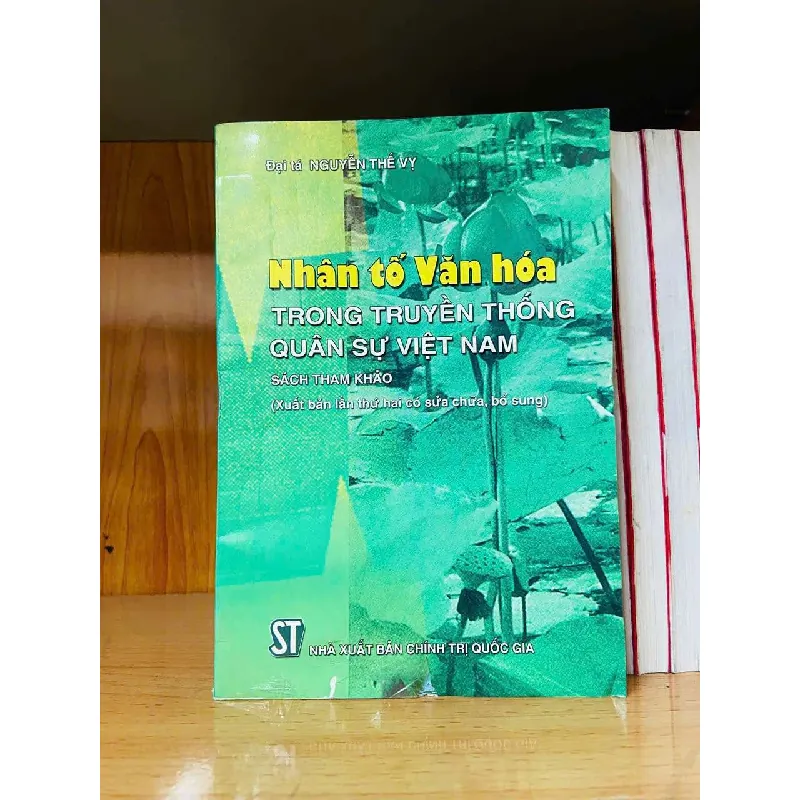 Đại tá NGUYỄN THẾ VỴ
Nhân tố Văn hóa
TRONG TRUYỀN THỐNG
QUÂN SỰ VIỆT NAM
SÁCH THAM KHẢO
(Xuất bản lần thứ hai có sửa chữa, bổ sung)
ST
NHÀ XUẤT BẢN CHÍNH TRỊ QUỐC GIA